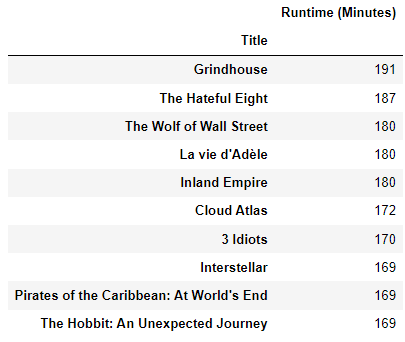 Runtime (Minutes)
Title
Grindhouse 191
The Hateful Eight 187
The Wolf of Wall Street 180
La vie d'Adèle 180
Inland Empire 180
Cloud Atlas 172
3 Idiots 170
Interstellar 169
Pirates of the Caribbean: At World's End 169
The Hobbit: An Unexpected Journey 169